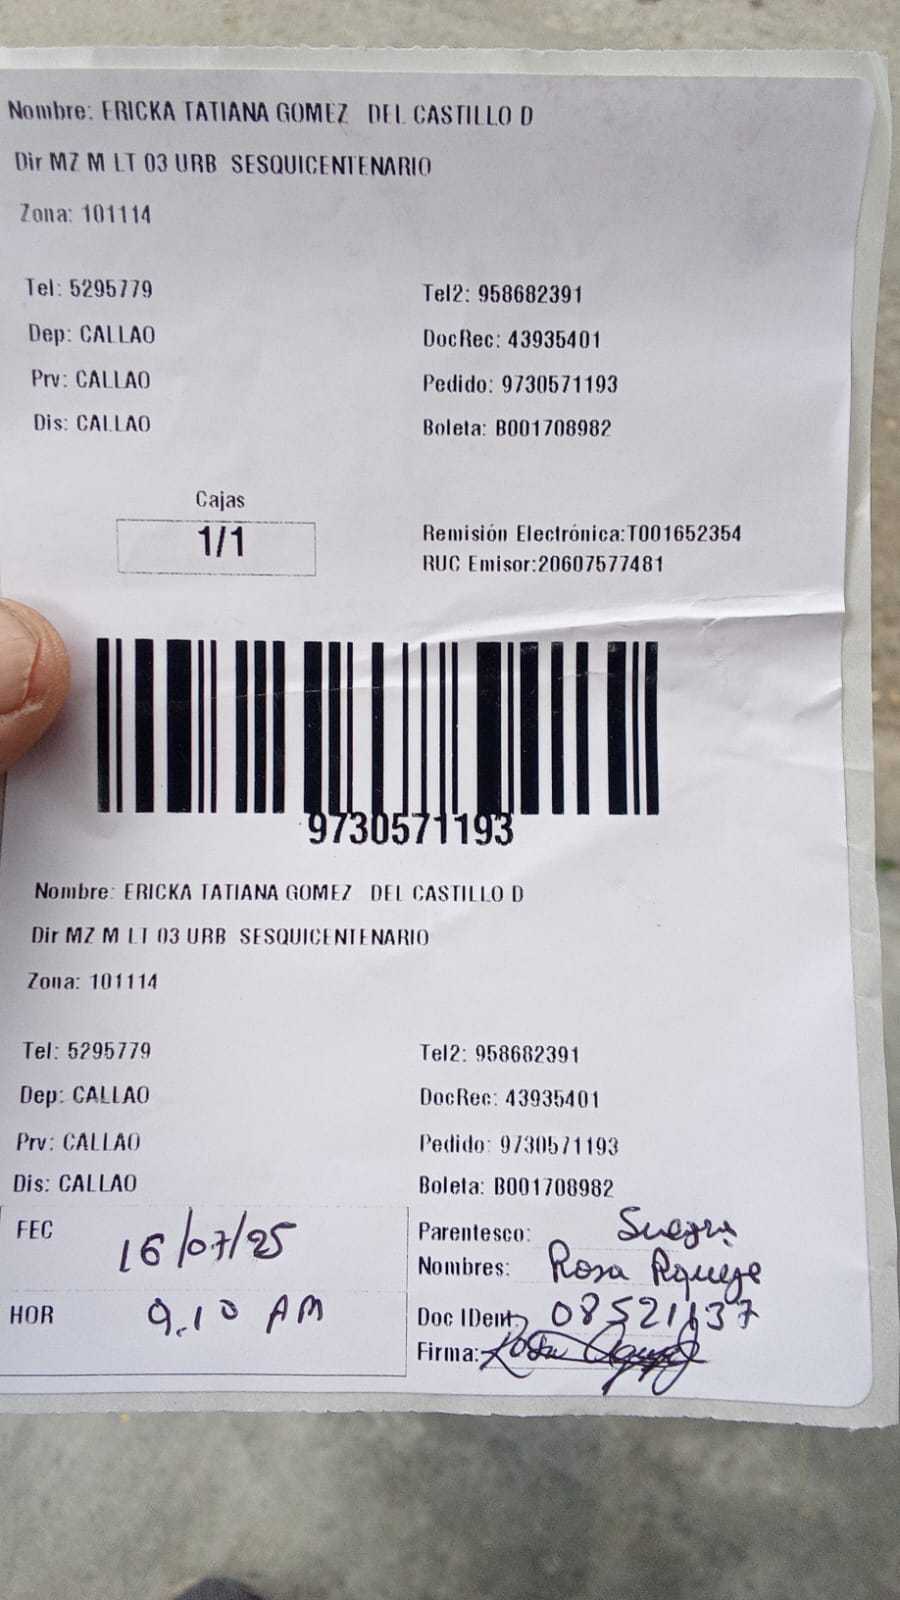 Nombre: ERICKA TATIANA GOMEZ DEL CASTILLO D
Dir MZ M LT 03 URB SESQUICENTENARIO
Zona: 101114
Tel: 5295779 Tel2: 958682391
Dep: CALLAO DocRec: 43935401
Prv: CALLAO Pedido: 9730571193
Dis: CALLAO Boleta: B001708982
Cajas
1/1
Remisión Electrónica:T001652354
RUC Emisor:20607577481
9730571193
Nombre: ERICKA TATIANA GOMEZ DEL CASTILLO D
Dir MZ M LT 03 URB SESQUICENTENARIO
Zona: 101114
Tel: 5295779 Tel2: 958682391
Dep: CALLAO DocRec: 43935401
Prv: CALLAO Pedido: 9730571193
Dis: CALLAO Boleta: B001708982
FEC 16/07/25 Parentesco: Suegra
Nombres: Rosa
HOR 9.10 AM Doc IDent: 08521137
Firma: Rosa